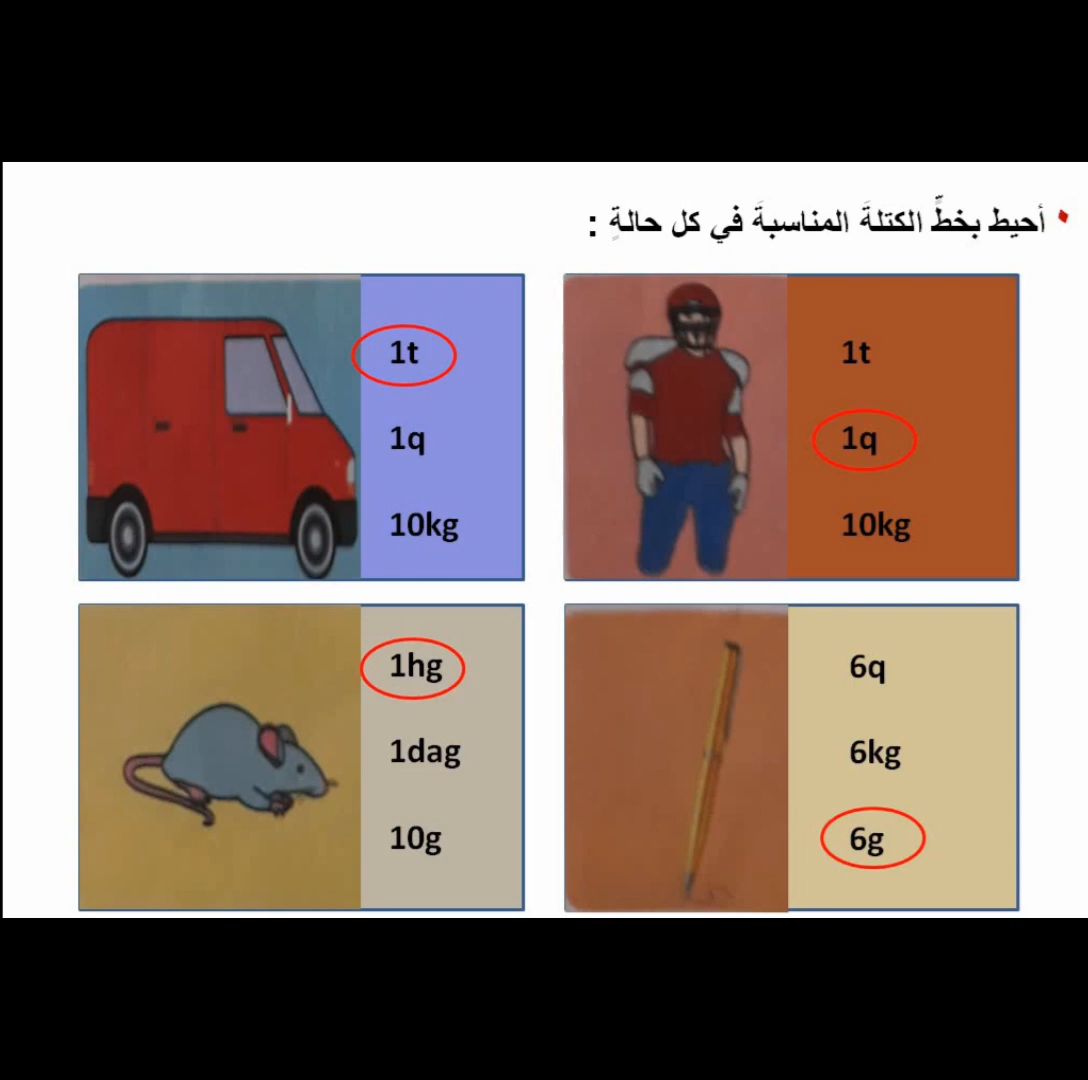 أحيط بخطٍّ الكتلةَ المناسبةَ في كل حالةٍ :
1t
1q
10kg
1t
1q
10kg
1hg
1dag
10g
6q
6kg
6g